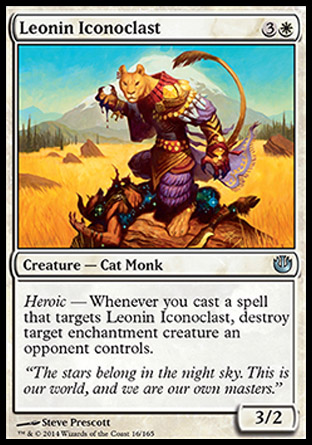 Leonin Iconoclast 3
Creature — Cat Monk
Heroic — Whenever you cast a spell
that targets Leonin Iconoclast, destroy
target enchantment creature an
opponent controls.
“The stars belong in the night sky. This is
our world, and we are our own masters.”
Steve Prescott
™ & © 2014 Wizards of the Coast 16/165
3/2